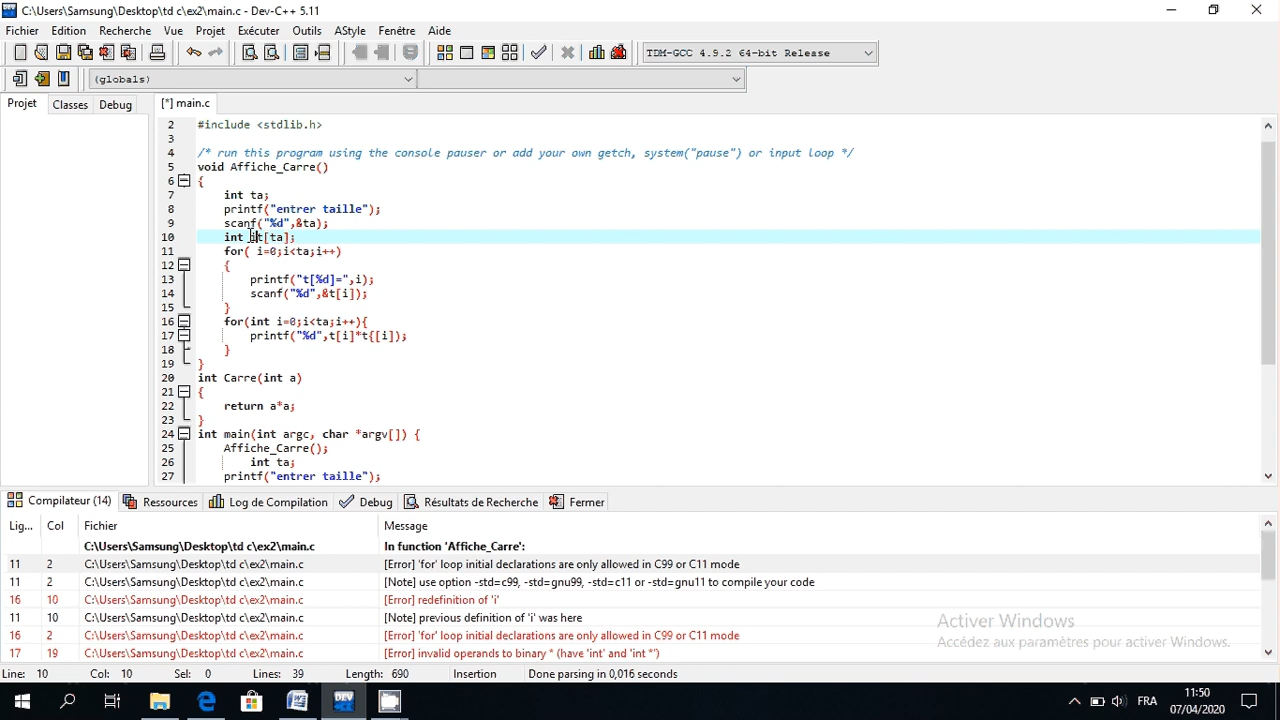 C:\Users\Samsung\Desktop\td c\ex2\main.c - Dev-C++ 5.11
Fichier Edition Recherche Vue Projet Exécuter Outils AStyle Fenêtre Aide
TDM-GCC 4.9.2 64-bit Release
(globals)
Projet Classes Debug [*] main.c
2 #include <stdlib.h>
3
4 /* run this program using the console pauser or add your own getch, system("pause") or input loop */
5 void Affiche_Carre()
6 {
7 int ta;
8 printf("entrer taille");
9 scanf("%d",&ta);
10 int it[ta];
11 for( i=0;i<ta;i++)
12 {
13 printf("t[%d]=",i);
14 scanf("%d",&t[i]);
15 }
16 for(int i=0;i<ta;i++){
17 printf("%d",t[i]*t{[i]);
18 }
19 }
20 int Carre(int a)
21 {
22 return a*a;
23 }
24 int main(int argc, char *argv[]) {
25 Affiche_Carre();
26 int ta;
27 printf("entrer taille");
Compilateur (14) Ressources Log de Compilation Debug Résultats de Recherche Fermer
Lig... Col Fichier Message
C:\Users\Samsung\Desktop\td c\ex2\main.c In function 'Affiche_Carre':
11 2 C:\Users\Samsung\Desktop\td c\ex2\main.c [Error] 'for' loop initial declarations are only allowed in C99 or C11 mode
11 2 C:\Users\Samsung\Desktop\td c\ex2\main.c [Note] use option -std=c99, -std=gnu99, -std=c11 or -std=gnu11 to compile your code
16 10 C:\Users\Samsung\Desktop\td c\ex2\main.c [Error] redefinition of 'i'
11 10 C:\Users\Samsung\Desktop\td c\ex2\main.c [Note] previous definition of 'i' was here
16 2 C:\Users\Samsung\Desktop\td c\ex2\main.c [Error] 'for' loop initial declarations are only allowed in C99 or C11 mode
17 19 C:\Users\Samsung\Desktop\td c\ex2\main.c [Error] invalid operands to binary * (have 'int' and 'int *')
Activer Windows
Accédez aux paramètres pour activer Windows.
Line: 10 Col: 10 Sel: 0 Lines: 39 Length: 690 Insertion Done parsing in 0,016 seconds
DEV
FRA
11:50
07/04/2020